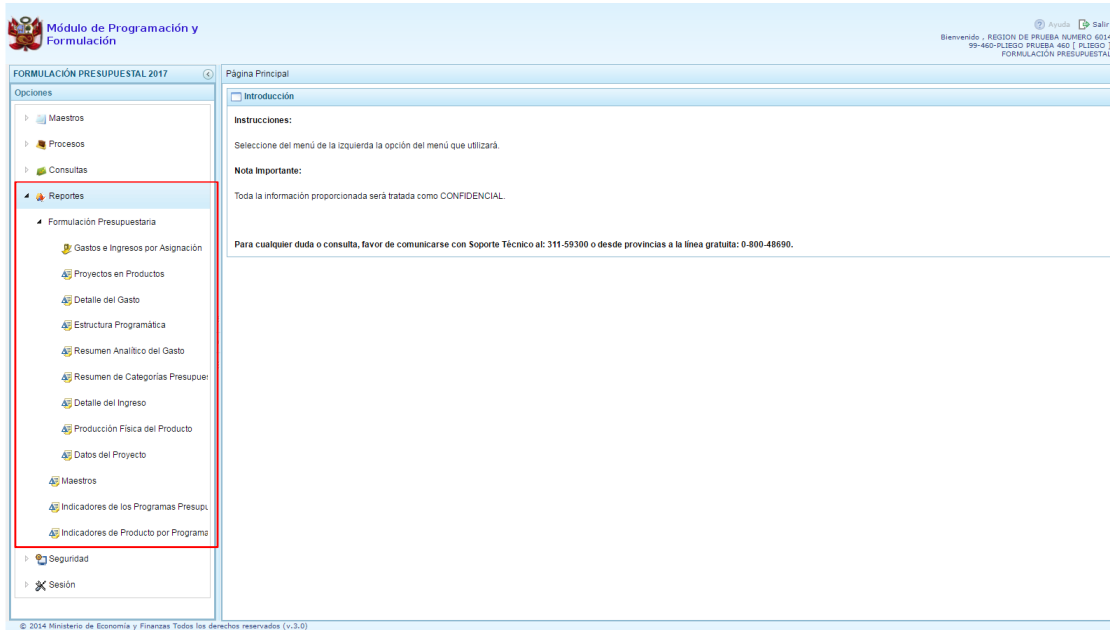 Módulo de Programación y
Formulación
Ayuda Salir
Bienvenido , REGION DE PRUEBA NUMERO 6014
99-460-PLIEGO PRUEBA 460 [ PLIEGO ]
FORMULACIÓN PRESUPUESTAL
FORMULACIÓN PRESUPUESTAL 2017
Página Principal
Opciones
Maestros
Procesos
Consultas
Reportes
Formulación Presupuestaria
Gastos e Ingresos por Asignación
Proyectos en Productos
Detalle del Gasto
Estructura Programática
Resumen Analítico del Gasto
Resumen de Categorías Presupues
Detalle del Ingreso
Producción Física del Producto
Datos del Proyecto
Maestros
Indicadores de los Programas Presupu
Indicadores de Producto por Programa
Seguridad
Sesión
Introducción
Instrucciones:
Seleccione del menú de la izquierda la opción del menú que utilizará.
Nota Importante:
Toda la información proporcionada será tratada como CONFIDENCIAL.
Para cualquier duda o consulta, favor de comunicarse con Soporte Técnico al: 311-59300 o desde provincias a la línea gratuita: 0-800-48690.
© 2014 Ministerio de Economía y Finanzas Todos los derechos reservados (v.3.0)